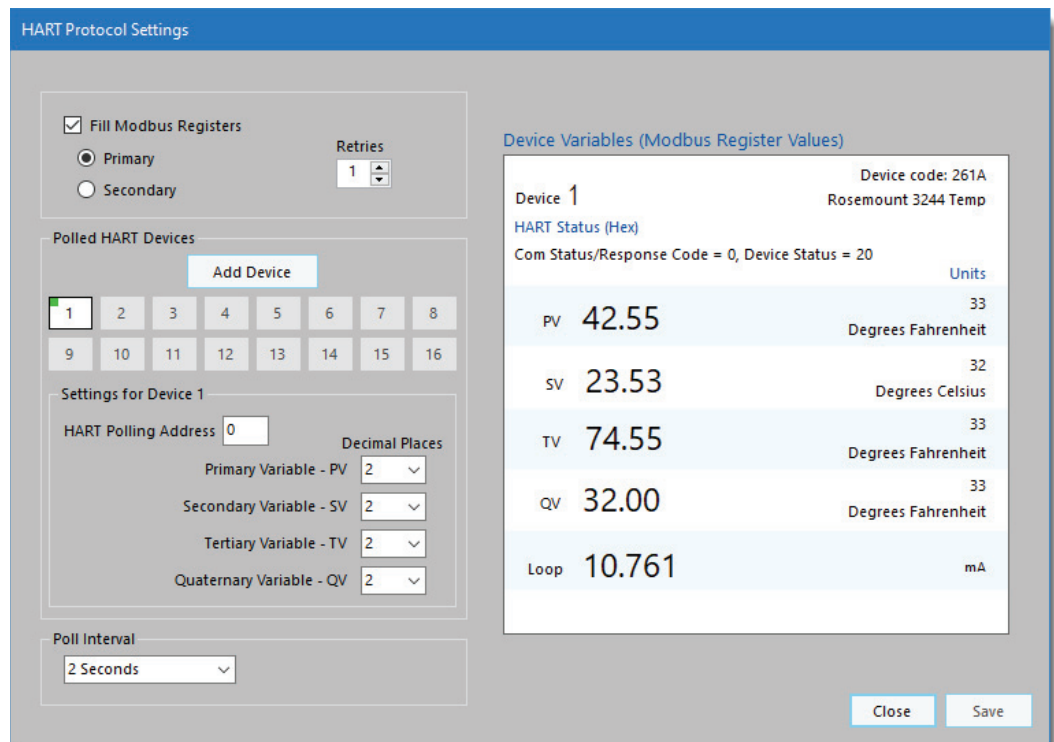 HART Protocol Settings
Fill Modbus Registers
Primary
Secondary
Retries
1
Polled HART Devices
Add Device
1 2 3 4 5 6 7 8
9 10 11 12 13 14 15 16
Settings for Device 1
HART Polling Address 0
Decimal Places
Primary Variable - PV 2
Secondary Variable - SV 2
Tertiary Variable - TV 2
Quaternary Variable - QV 2
Poll Interval
2 Seconds
Device Variables (Modbus Register Values)
Device code: 261A
Device 1 Rosemount 3244 Temp
HART Status (Hex)
Com Status/Response Code = 0, Device Status = 20
Units
PV 42.55 33
Degrees Fahrenheit
SV 23.53 32
Degrees Celsius
TV 74.55 33
Degrees Fahrenheit
QV 32.00 33
Degrees Fahrenheit
Loop 10.761 mA
Close Save